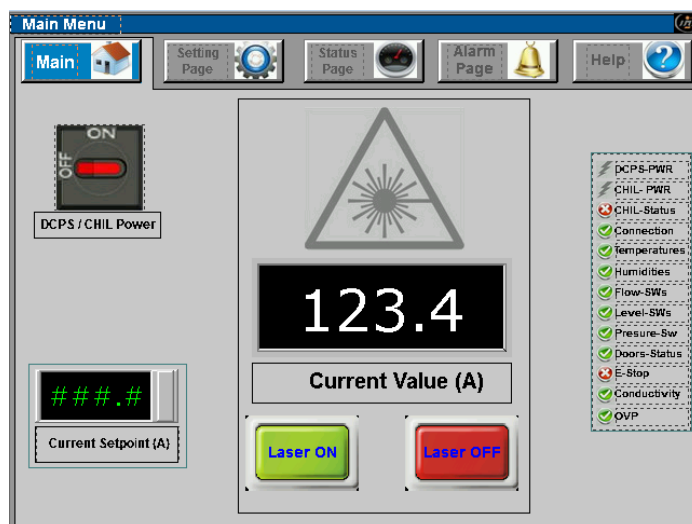 Main Menu
Main
Setting
Page
Status
Page
Alarm
Page
Help
ON
OFF
DCPS / CHIL Power
123.4
Current Value (A)
###.#
Current Setpoint (A)
Laser ON
Laser OFF
DCPS-PWR
CHIL- PWR
CHIL-Status
Connection
Temperatures
Humidities
Flow-SWs
Level-SWs
Presure-Sw
Doors-Status
E-Stop
Conductivity
OVP